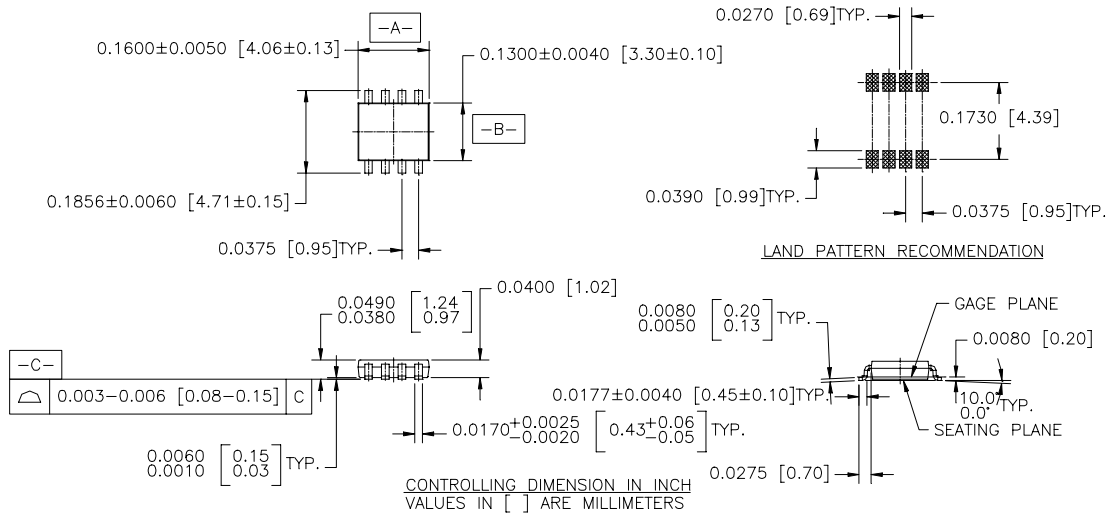 0.1600±0.0050 [4.06±0.13]
-A-
0.1300±0.0040 [3.30±0.10]
-B-
0.1856±0.0060 [4.71±0.15]
0.0375 [0.95]TYP.
0.0270 [0.69]TYP.
0.1730 [4.39]
0.0390 [0.99]TYP.
0.0375 [0.95]TYP.
LAND PATTERN RECOMMENDATION
0.0490 [1.24
0.0380 0.97]
0.0400 [1.02]
-C-
0.003-0.006 [0.08-0.15] C
0.0060 [0.15
0.0010 0.03] TYP.
0.0170+0.0025 [0.43+0.06
-0.0020 -0.05] TYP.
0.0080 [0.20
0.0050 0.13] TYP.
GAGE PLANE
0.0080 [0.20]
0.0177±0.0040 [0.45±0.10]TYP.
10.0°
0.0° TYP.
SEATING PLANE
0.0275 [0.70]
CONTROLLING DIMENSION IN INCH
VALUES IN [ ] ARE MILLIMETERS